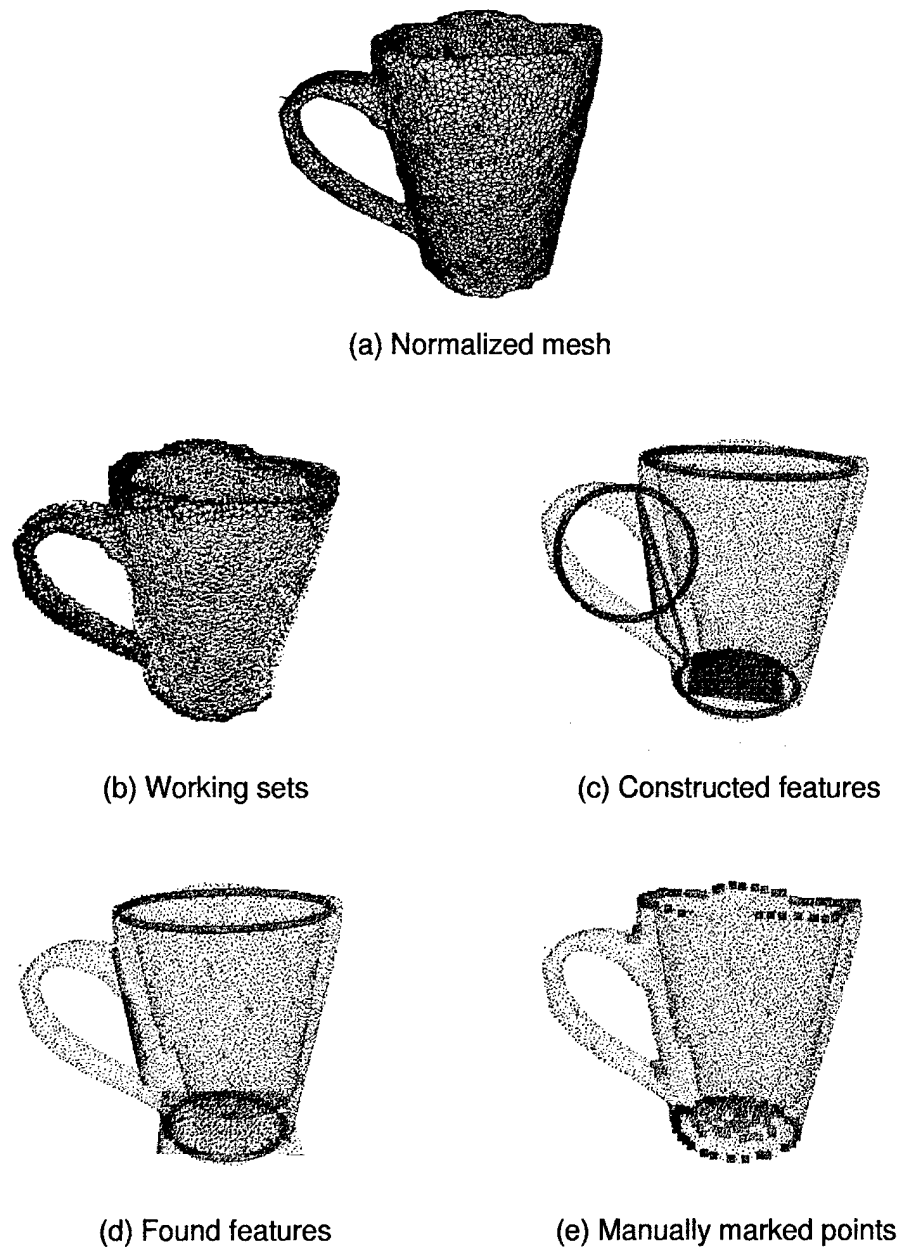 (a) Normalized mesh
(b) Working sets
(c) Constructed features
(d) Found features
(e) Manually marked points